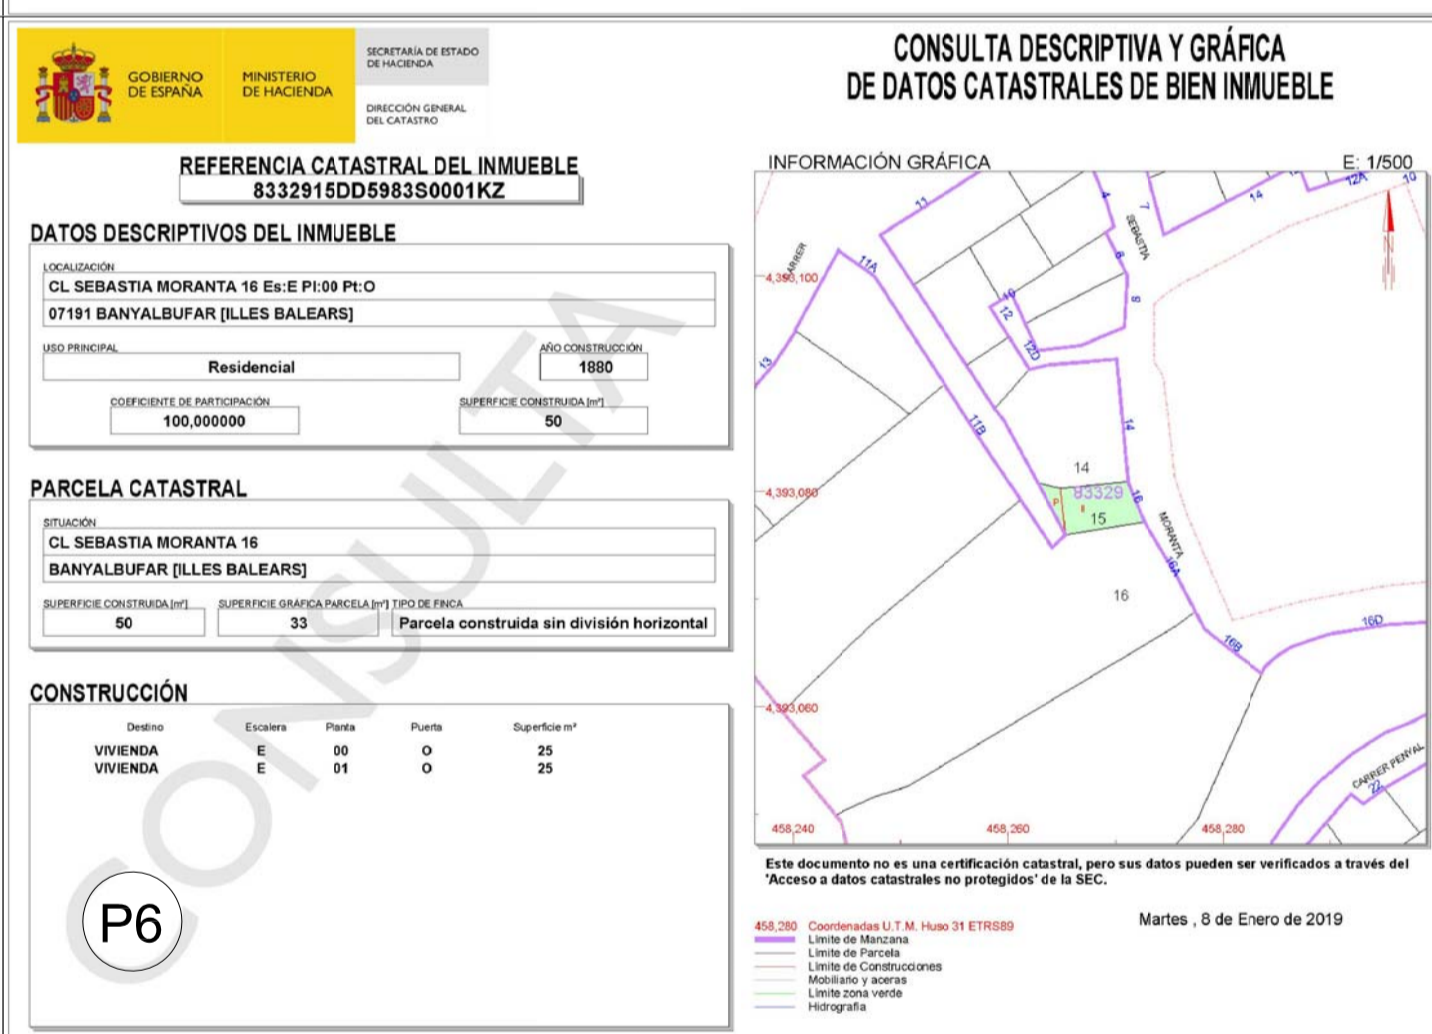 GOBIERNO
DE ESPAÑA
MINISTERIO
DE HACIENDA
SECRETARÍA DE ESTADO
DE HACIENDA
DIRECCIÓN GENERAL
DEL CATASTRO
CONSULTA DESCRIPTIVA Y GRÁFICA
DE DATOS CATASTRALES DE BIEN INMUEBLE
REFERENCIA CATASTRAL DEL INMUEBLE
8332915DD5983S0001KZ
DATOS DESCRIPTIVOS DEL INMUEBLE
LOCALIZACIÓN
CL SEBASTIA MORANTA 16 Es:E Pl:00 Pt:O
07191 BANYALBUFAR [ILLES BALEARS]
USO PRINCIPAL
Residencial
AÑO CONSTRUCCIÓN
1880
COEFICIENTE DE PARTICIPACIÓN
100,000000
SUPERFICIE CONSTRUIDA [m²]
50
PARCELA CATASTRAL
SITUACIÓN
CL SEBASTIA MORANTA 16
BANYALBUFAR [ILLES BALEARS]
SUPERFICIE CONSTRUIDA [m²]
50
SUPERFICIE GRÁFICA PARCELA [m²]
33
TIPO DE FINCA
Parcela construida sin división horizontal
CONSTRUCCIÓN
Destino Escalera Planta Puerta Superficie m²
VIVIENDA E 00 O 25
VIVIENDA E 01 O 25
CONSULTA
P6
INFORMACIÓN GRÁFICA E: 1/500
11
4
7
14
12A
10
SEBASTIA
CARRER
11A
6
4,393,100
8
10
12
12D
13
11B
14
14
4,393,080
83329
16
P
II
15
MORANTA
16A
16
16D
16B
4,393,060
CARRER PENYAL
22
458,240 458,260 458,280
Este documento no es una certificación catastral, pero sus datos pueden ser verificados a través del
'Acceso a datos catastrales no protegidos' de la SEC.
458,280 Coordenadas U.T.M. Huso 31 ETRS89
Límite de Manzana
Límite de Parcela
Límite de Construcciones
Mobiliario y aceras
Límite zona verde
Hidrografía
Martes , 8 de Enero de 2019